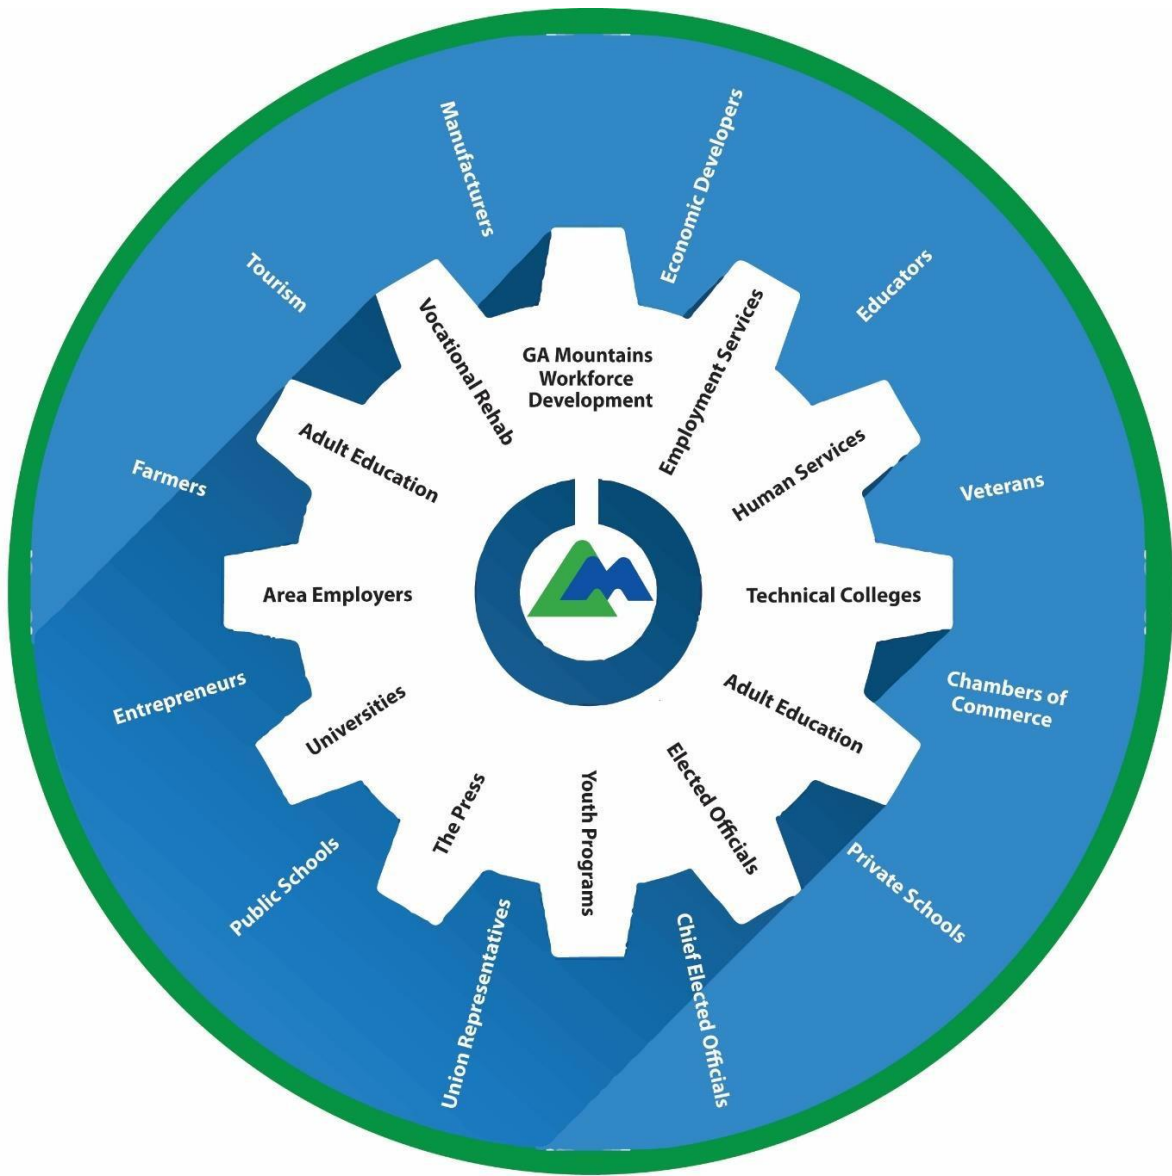 Manufacturers
Economic Developers
Educators
Veterans
Chambers of
Commerce
Private Schools
Chief Elected Officials
Union Representatives
Public Schools
Entrepreneurs
Farmers
Tourism
GA Mountains
Workforce
Development
Employment Services
Human Services
Technical Colleges
Adult Education
Elected Officials
Youth Programs
The Press
Universities
Area Employers
Adult Education
Vocational Rehab